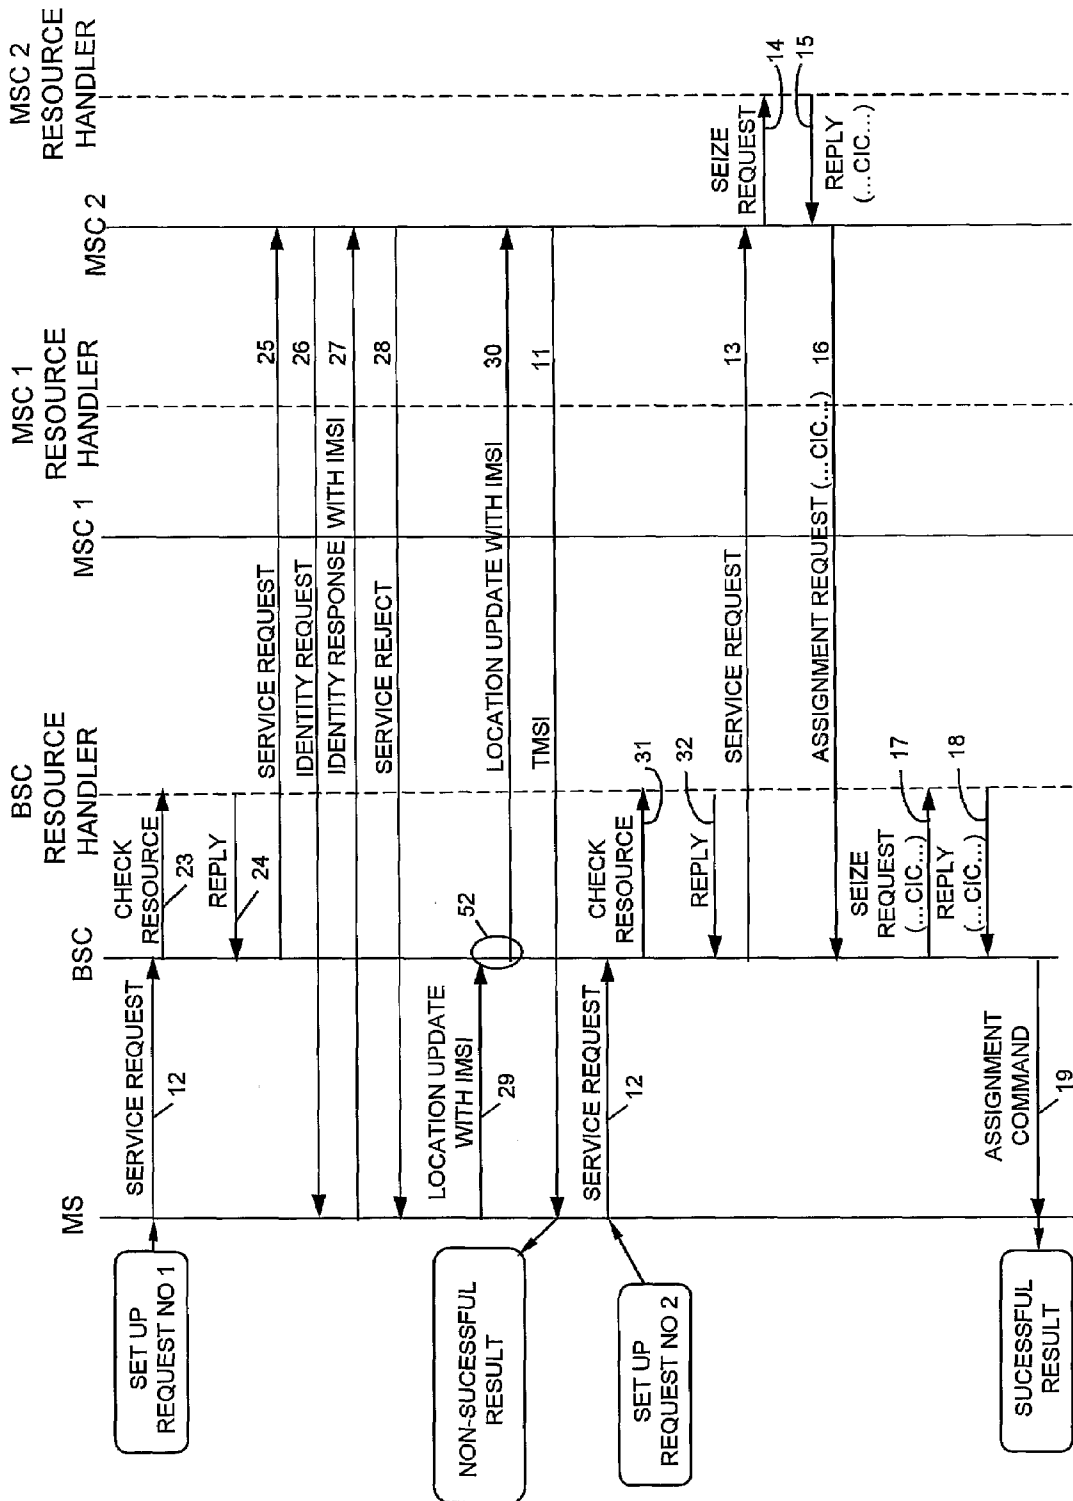 MS
BSC
BSC
RESOURCE
HANDLER
MSC 1
MSC 1
RESOURCE
HANDLER
MSC 2
MSC 2
RESOURCE
HANDLER
SET UP
REQUEST NO 1
SERVICE REQUEST
12
CHECK
RESOURCE
23
REPLY
24
SERVICE REQUEST
25
IDENTITY REQUEST
26
IDENTITY RESPONSE WITH IMSI
27
SERVICE REJECT
28
LOCATION UPDATE
WITH IMSI
29
52
LOCATION UPDATE WITH IMSI
30
TMSI
11
NON-SUCESSFUL
RESULT
SET UP
REQUEST NO 2
SERVICE REQUEST
12
CHECK
RESOURCE
31
REPLY
32
SERVICE REQUEST
13
SEIZE
REQUEST
14
REPLY
(...CIC...)
15
ASSIGNMENT REQUEST (...CIC...)
16
SEIZE
REQUEST
(...CIC...)
17
REPLY
(...CIC...)
18
ASSIGNMENT
COMMAND
19
SUCESSFUL
RESULT